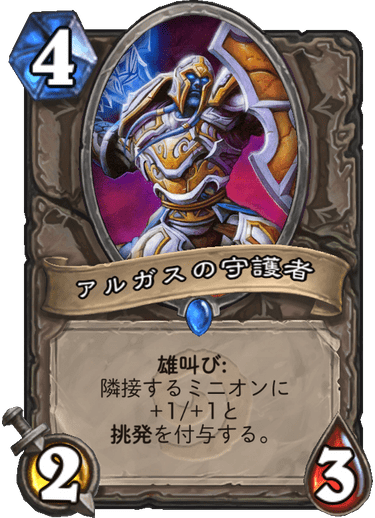 4
アルガスの守護者
雄叫び:
隣接するミニオンに
+1/+1と
挑発を付与する。
2
3